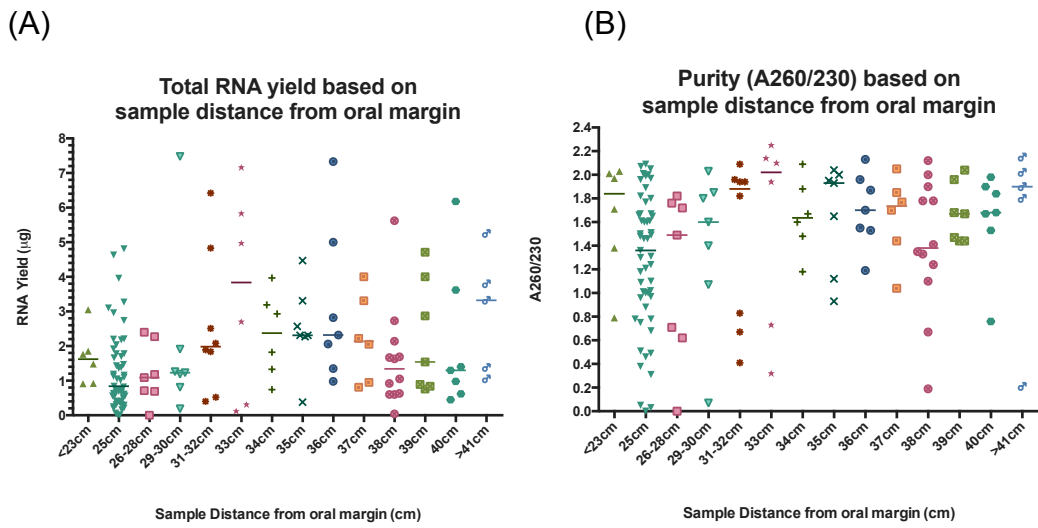 (A)
Total RNA yield based on
sample distance from oral margin
RNA Yield (µg)
8
7
6
5
4
3
2
1
0
<23cm
25cm
26-28cm
29-30cm
31-32cm
33cm
34cm
35cm
36cm
37cm
38cm
39cm
40cm
>41cm
Sample Distance from oral margin (cm)
(B)
Purity (A260/230) based on
sample distance from oral margin
A260/230
2.4
2.2
2.0
1.8
1.6
1.4
1.2
1.0
0.8
0.6
0.4
0.2
0.0
<23cm
25cm
26-28cm
29-30cm
31-32cm
33cm
34cm
35cm
36cm
37cm
38cm
39cm
40cm
>41cm
Sample Distance from oral margin (cm)